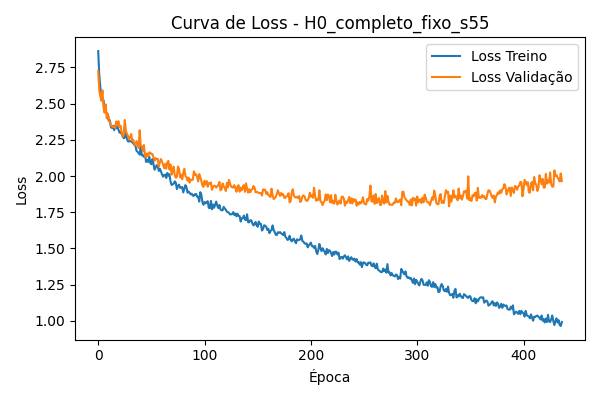 Curva de Loss - H0_completo_fixo_s55
Loss Treino
Loss Validação
Loss
2.75
2.50
2.25
2.00
1.75
1.50
1.25
1.00
0
100
200
300
400
Época